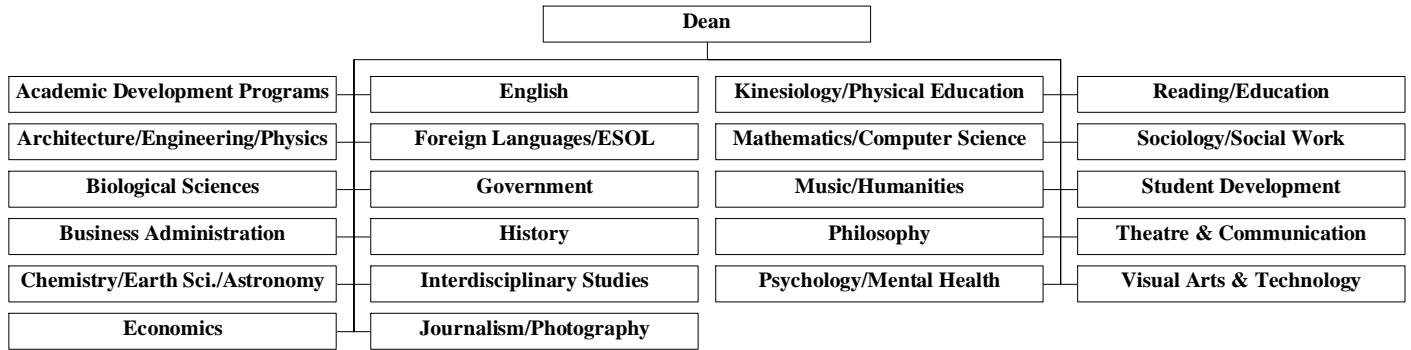 Dean
Academic Development Programs
Architecture/Engineering/Physics
Biological Sciences
Business Administration
Chemistry/Earth Sci./Astronomy
Economics
English
Foreign Languages/ESOL
Government
History
Interdisciplinary Studies
Journalism/Photography
Kinesiology/Physical Education
Mathematics/Computer Science
Music/Humanities
Philosophy
Psychology/Mental Health
Reading/Education
Sociology/Social Work
Student Development
Theatre & Communication
Visual Arts & Technology